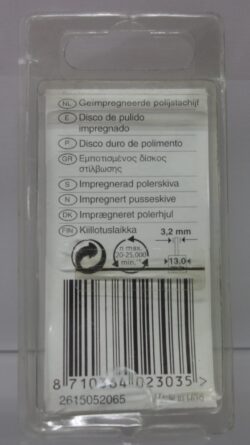 NL Geïmpregneerde polijstschijf
E Disco de pulido
impregnado
P Disco duro de polimento
GR Εμποτισμένος δίσκος
στίλβωσης
S Impregnerad polerskiva
N Impregnert pusseskive
DK Imprægneret polerhjul
FIN Kiillotuslaikka
3,2 mm
n max.
20-25.000
min.⁻¹
13,0
8 710364 023035 >
2615052065